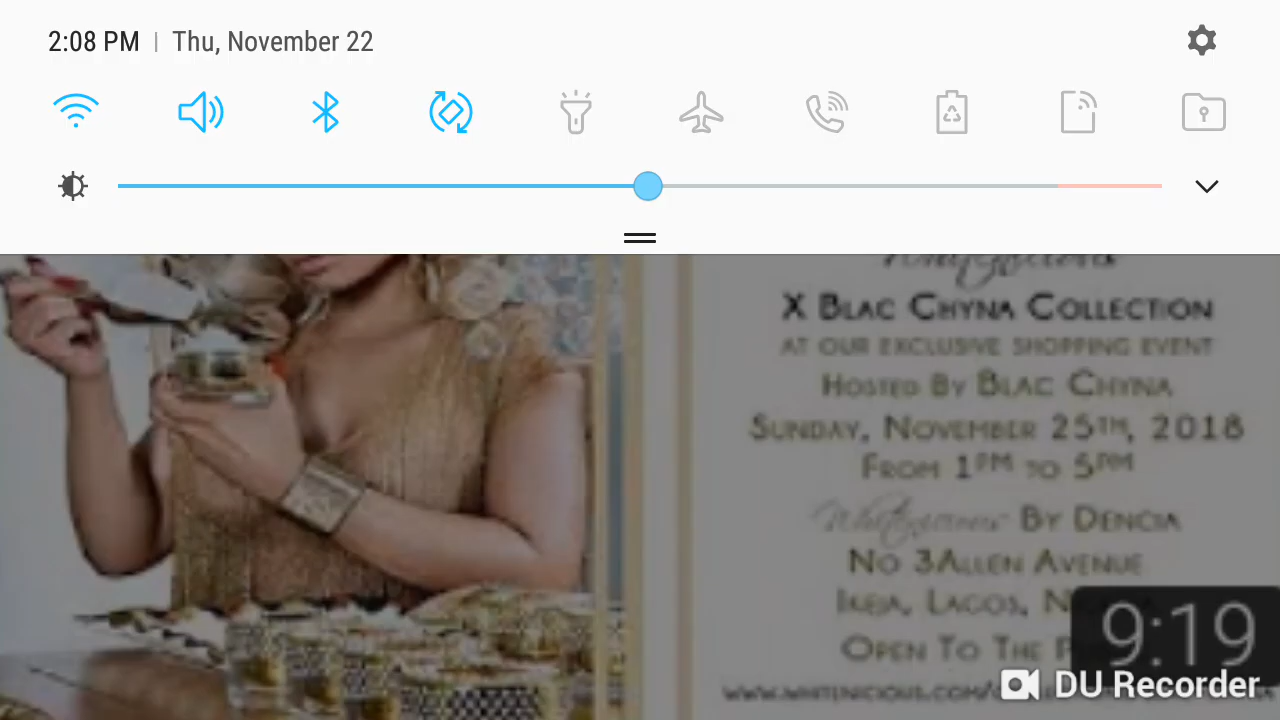 2:08 PM | Thu, November 22
X BLAC CHYNA COLLECTION
AT OUR EXCLUSIVE SHOPPING EVENT
HOSTED BY BLAC CHYNA
SUNDAY, NOVEMBER 25TH, 2018
FROM 1PM TO 5PM
Whitenicious BY DENCIA
NO 3ALLEN AVENUE
IKEJA, LAGOS,
OPEN TO THE
9:19
DU Recorder